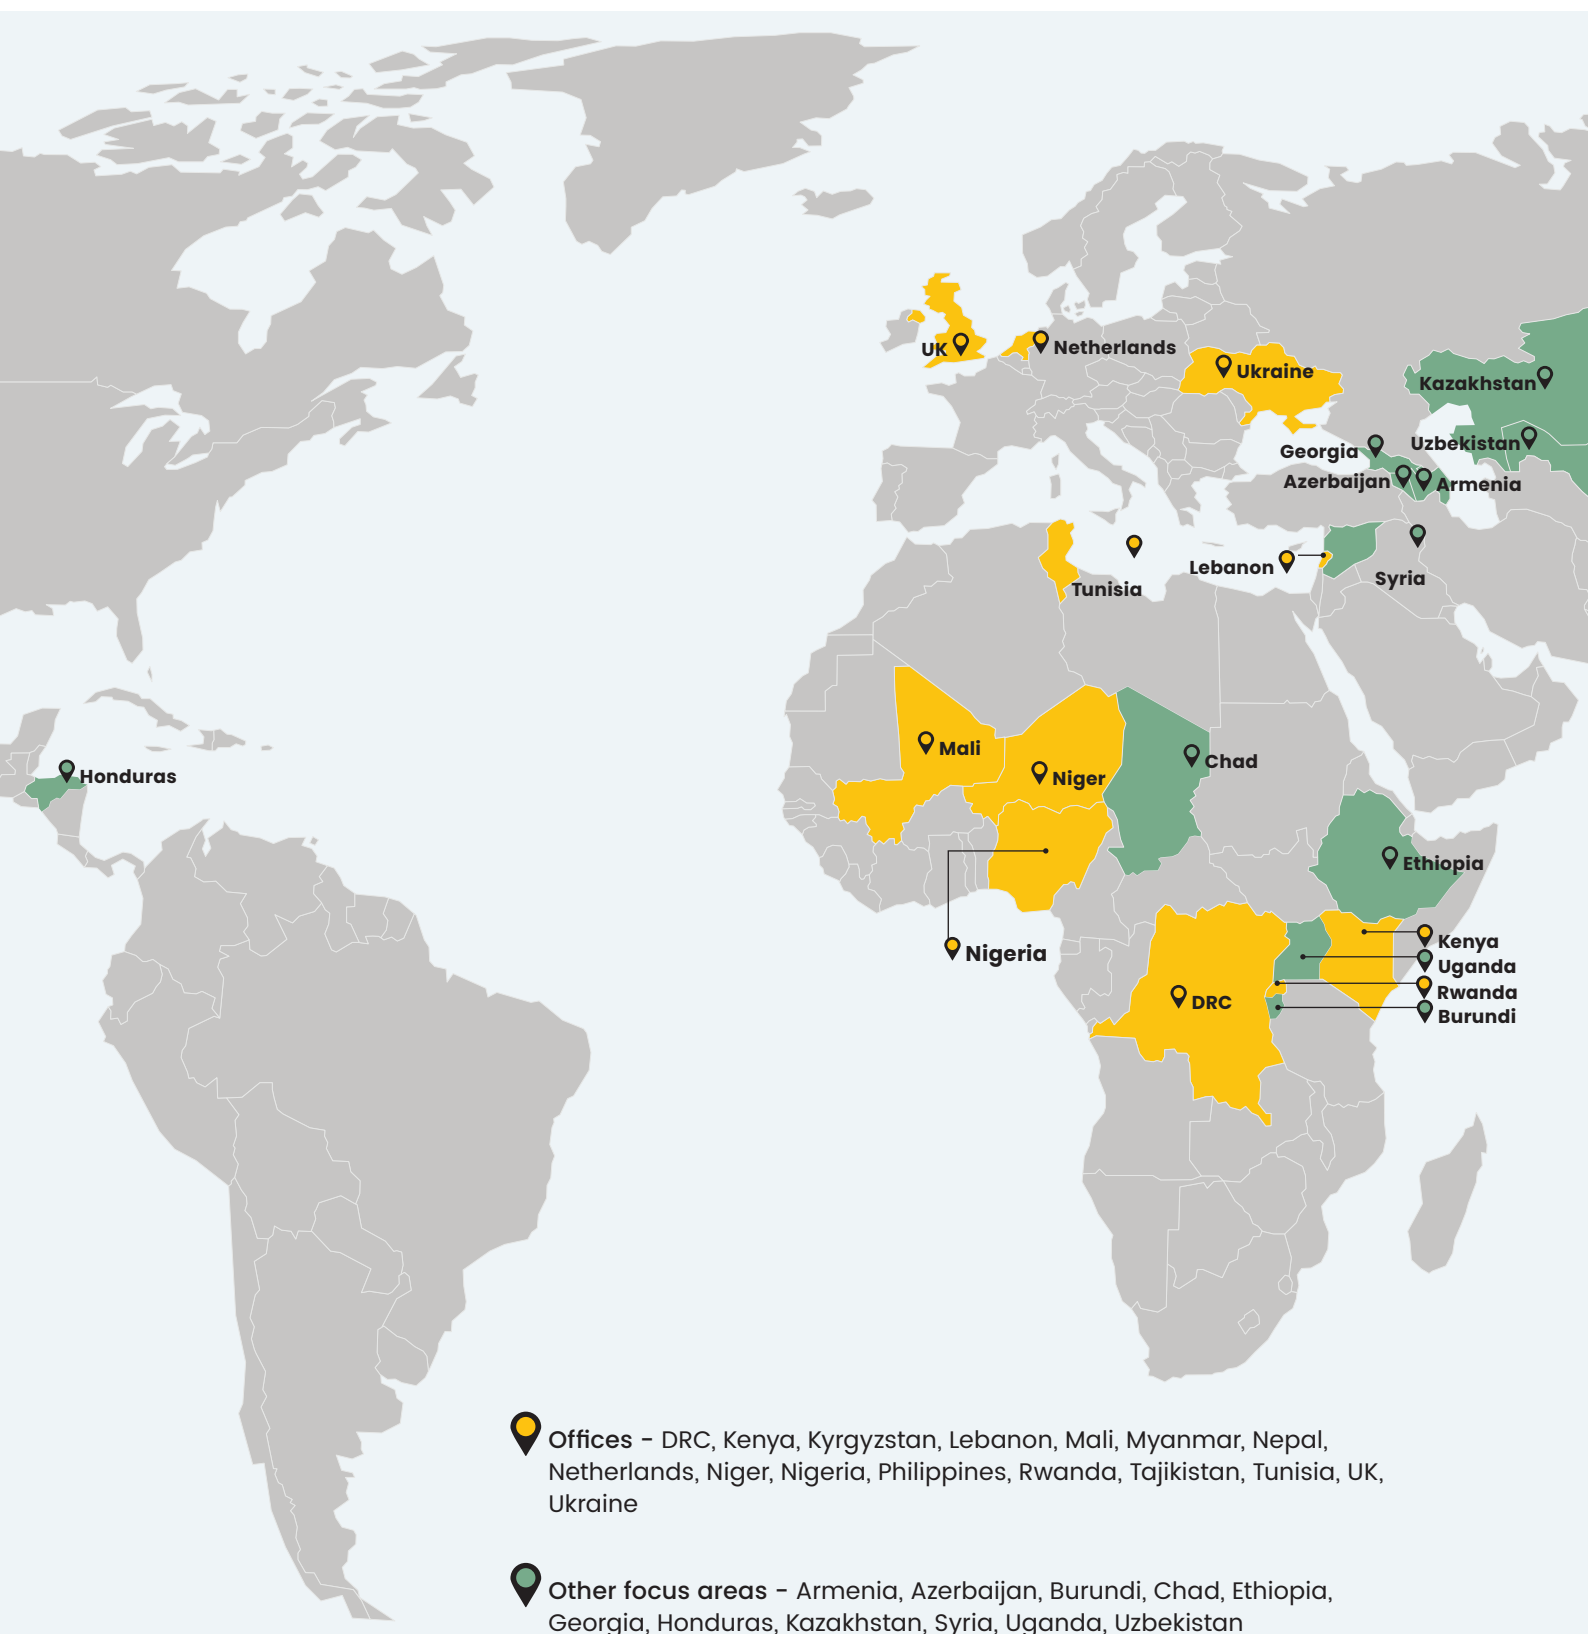 UK
Netherlands
Ukraine
Kazakhstan
Georgia
Uzbekistan
Azerbaijan
Armenia
Lebanon
Syria
Tunisia
Mali
Niger
Chad
Honduras
Ethiopia
Nigeria
Kenya
Uganda
Rwanda
Burundi
DRC
Offices - DRC, Kenya, Kyrgyzstan, Lebanon, Mali, Myanmar, Nepal,
Netherlands, Niger, Nigeria, Philippines, Rwanda, Tajikistan, Tunisia, UK,
Ukraine
Other focus areas - Armenia, Azerbaijan, Burundi, Chad, Ethiopia,
Georgia, Honduras, Kazakhstan, Syria, Uganda, Uzbekistan